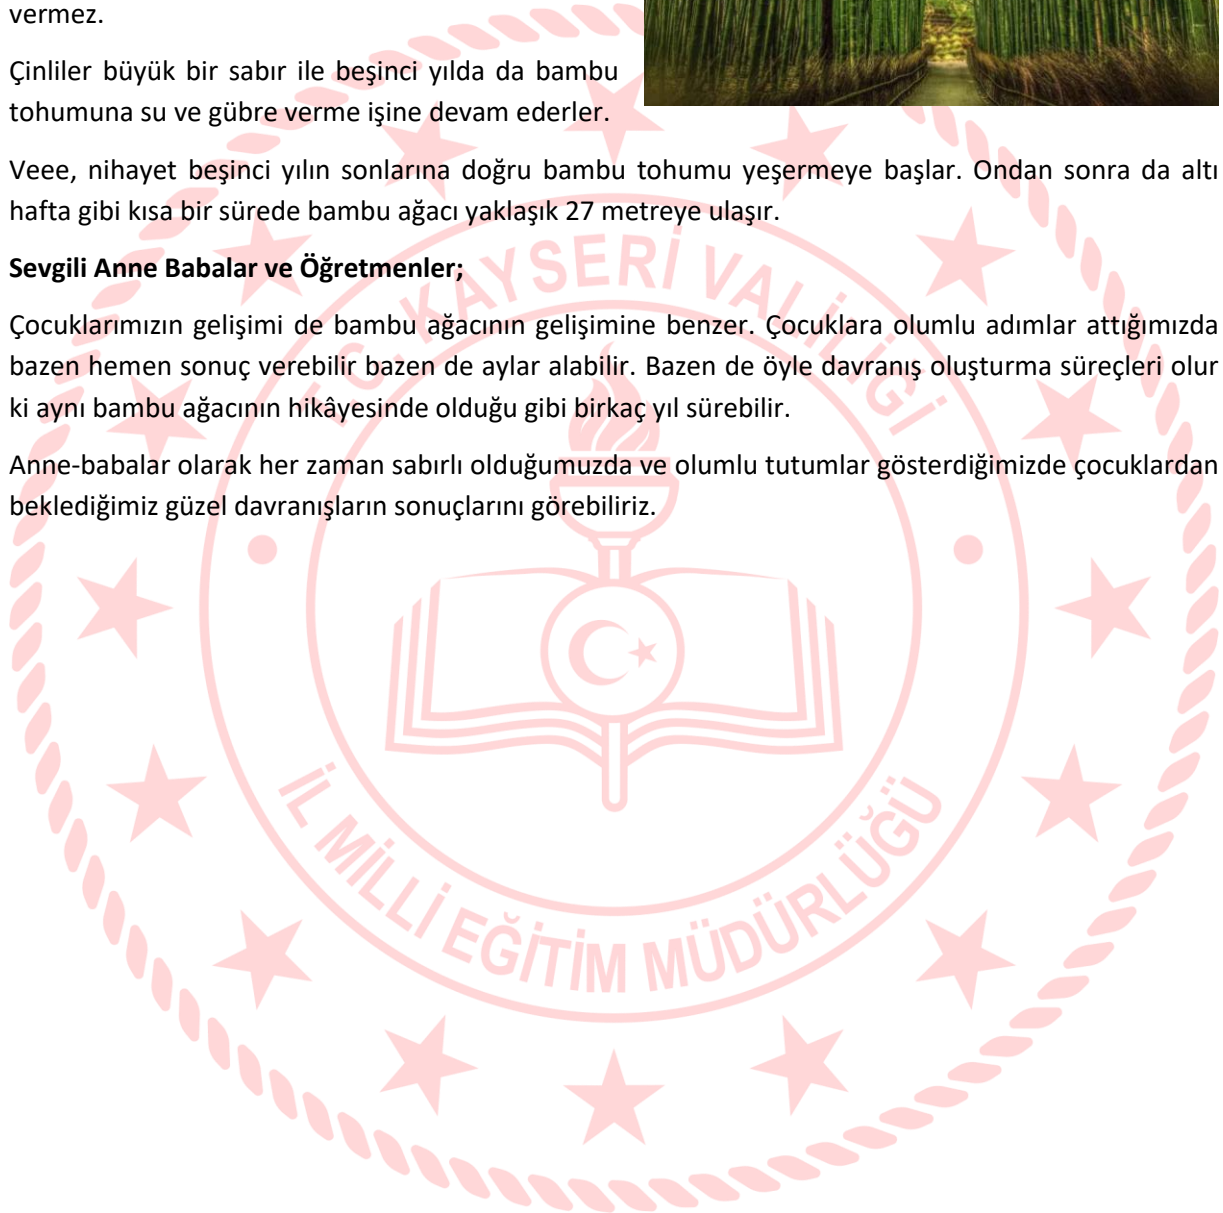 vermez.
Çinliler büyük bir sabır ile beşinci yılda da bambu
tohumuna su ve gübre verme işine devam ederler.
Veee, nihayet beşinci yılın sonlarına doğru bambu tohumu yeşermeye başlar. Ondan sonra da altı
hafta gibi kısa bir sürede bambu ağacı yaklaşık 27 metreye ulaşır.
Sevgili Anne Babalar ve Öğretmenler;
Çocuklarımızın gelişimi de bambu ağacının gelişimine benzer. Çocuklara olumlu adımlar attığımızda
bazen hemen sonuç verebilir bazen de aylar alabilir. Bazen de öyle davranış oluşturma süreçleri olur
ki aynı bambu ağacının hikâyesinde olduğu gibi birkaç yıl sürebilir.
Anne-babalar olarak her zaman sabırlı olduğumuzda ve olumlu tutumlar gösterdiğimizde çocuklardan
beklediğimiz güzel davranışların sonuçlarını görebiliriz.
T.C. KAYSERİ VALİLİĞİ
İL MİLLİ EĞİTİM MÜDÜRLÜĞÜ